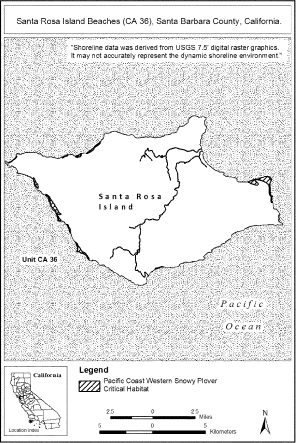 Santa Rosa Island Beaches (CA 36), Santa Barbara County, California.
"Shoreline data was derived from USGS 7.5' digital raster graphics.
It may not accurately represent the dynamic shoreline environment."
Santa Rosa
Island
Unit CA 36
Pacific
Ocean
California
Location Index
Legend
Pacific Coast Western Snowy Plover
Critical Habitat
2.5 0 2.5
Miles
5 0 5
Kilometers
N